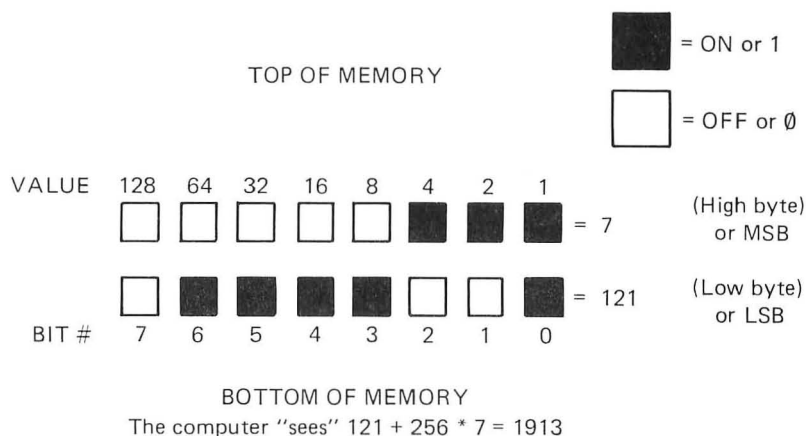 = ON or 1
TOP OF MEMORY
= OFF or Ø
VALUE 128 64 32 16 8 4 2 1
= 7 (High byte)
or MSB
= 121 (Low byte)
or LSB
BIT # 7 6 5 4 3 2 1 0
BOTTOM OF MEMORY
The computer "sees" 121 + 256 * 7 = 1913